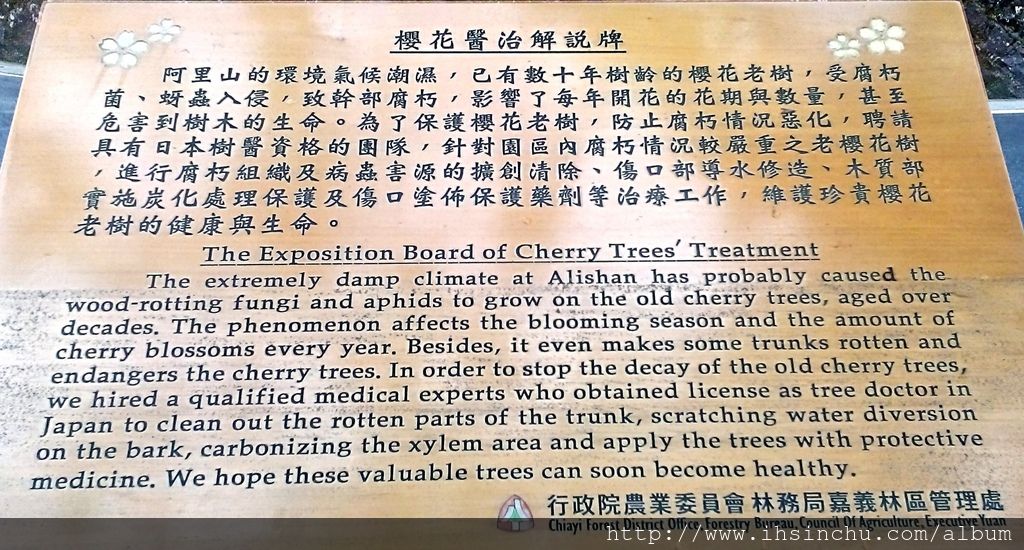 櫻花醫治解說牌
阿里山的環境氣候潮濕，已有數十年樹齡的櫻花老樹，受腐朽
菌、蚜蟲入侵，致幹部腐朽，影響了每年開花的花期與數量，甚至
危害到樹木的生命。為了保護櫻花老樹，防止腐朽情況惡化，聘請
具有日本樹醫資格的團隊，針對園區內腐朽情況較嚴重之老櫻花樹
，進行腐朽組織及病蟲害源的擴創清除、傷口部導水修造、木質部
實施炭化處理保護及傷口塗佈保護藥劑等治療工作，維護珍貴櫻花
老樹的健康與生命。
The Exposition Board of Cherry Trees' Treatment
The extremely damp climate at Alishan has probably caused the
wood-rotting fungi and aphids to grow on the old cherry trees, aged over
decades. The phenomenon affects the blooming season and the amount of
cherry blossoms every year. Besides, it even makes some trunks rotten and
endangers the cherry trees. In order to stop the decay of the old cherry trees,
we hired a qualified medical experts who obtained license as tree doctor in
Japan to clean out the rotten parts of the trunk, scratching water diversion
on the bark, carbonizing the xylem area and apply the trees with protective
medicine. We hope these valuable trees can soon become healthy.
行政院農業委員會林務局嘉義林區管理處
Chiayi Forest District Office, Forestry Bureau, Council Of Agriculture, Executive Yuan
http://www.ihsinchu.com/album